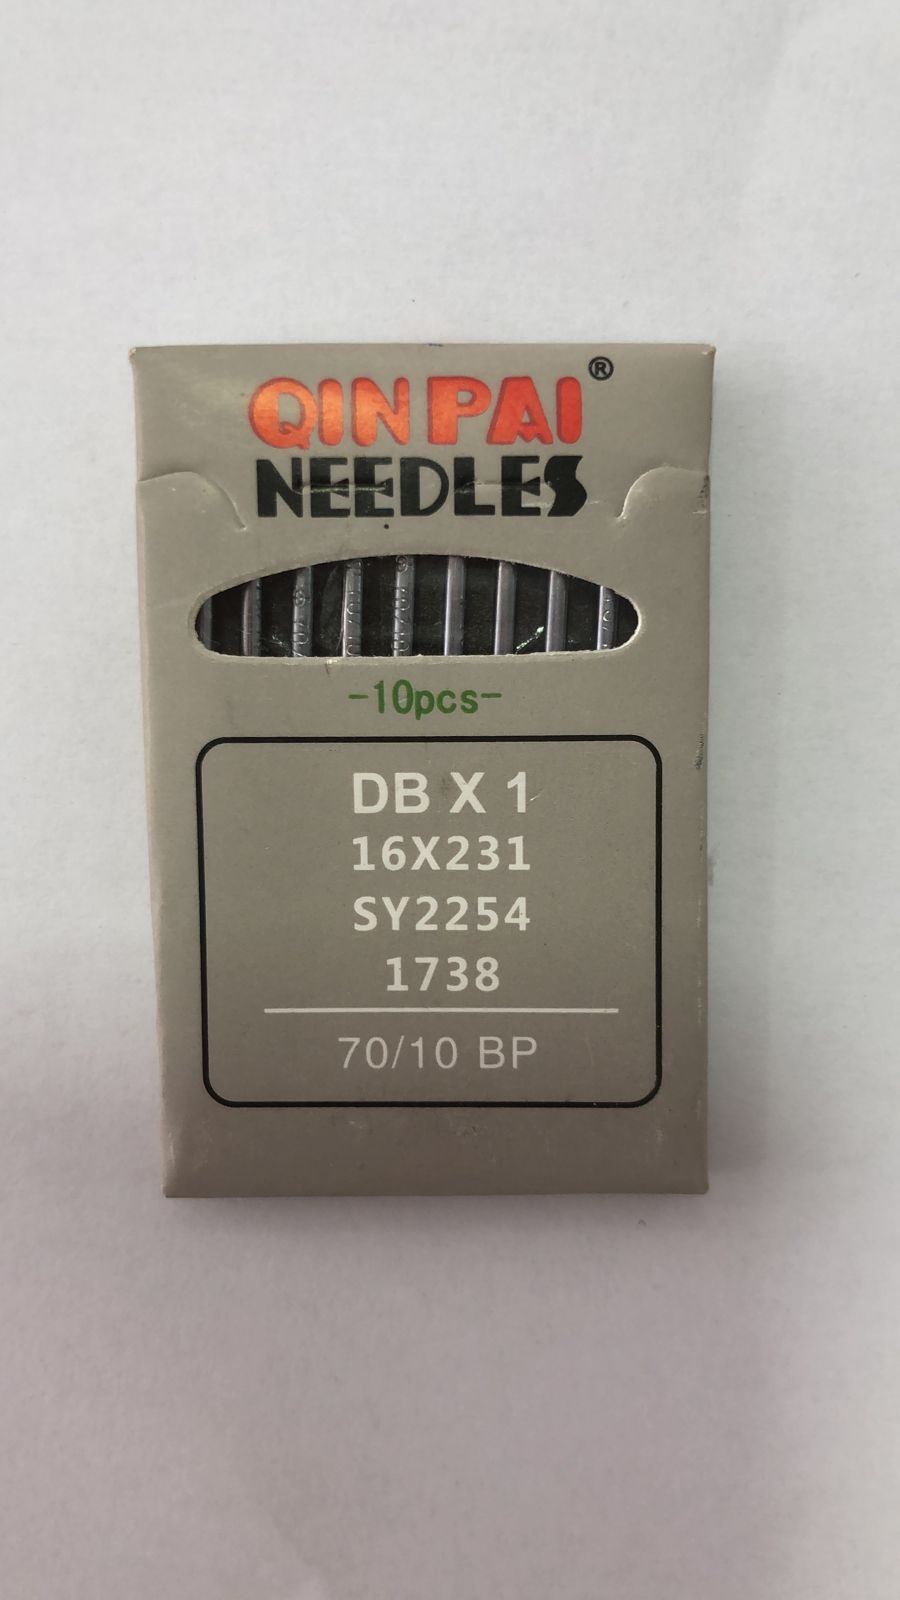 QIN PAI ®
NEEDLES
-10pcs-
DB X 1
16X231
SY2254
1738
70/10 BP